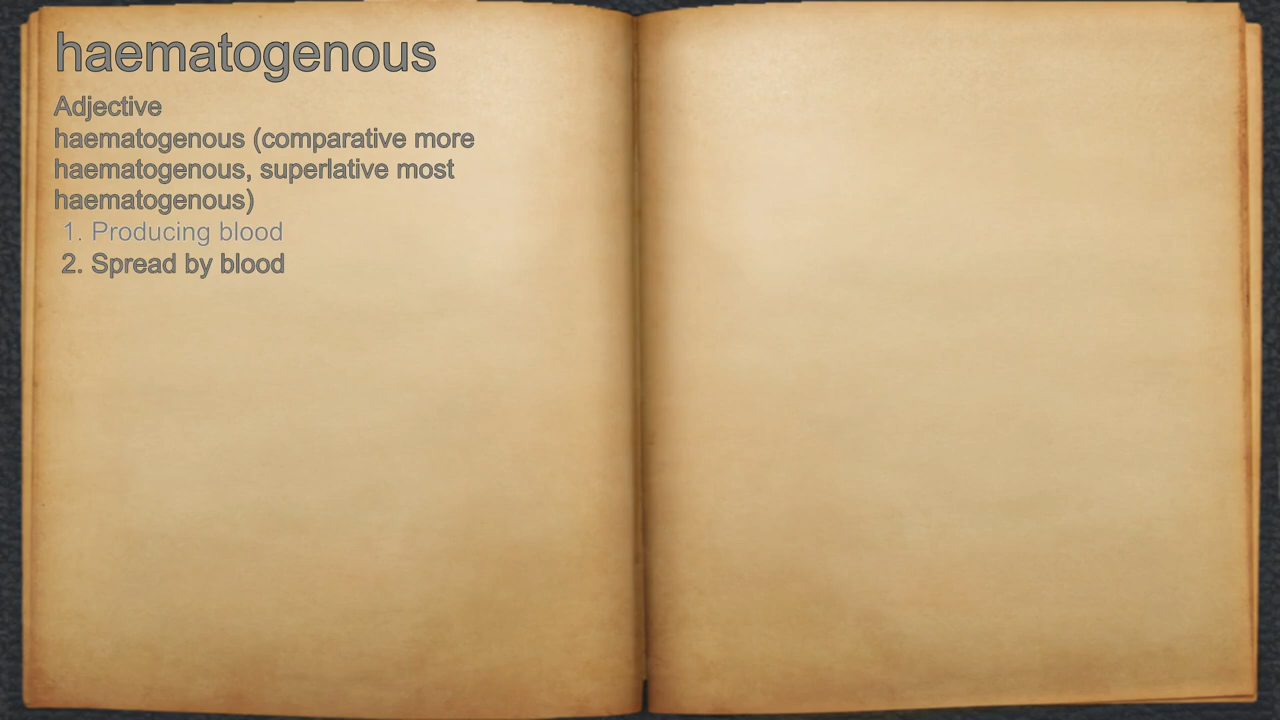 haematogenous
Adjective
haematogenous (comparative more
haematogenous, superlative most
haematogenous)
1. Producing blood
2. Spread by blood